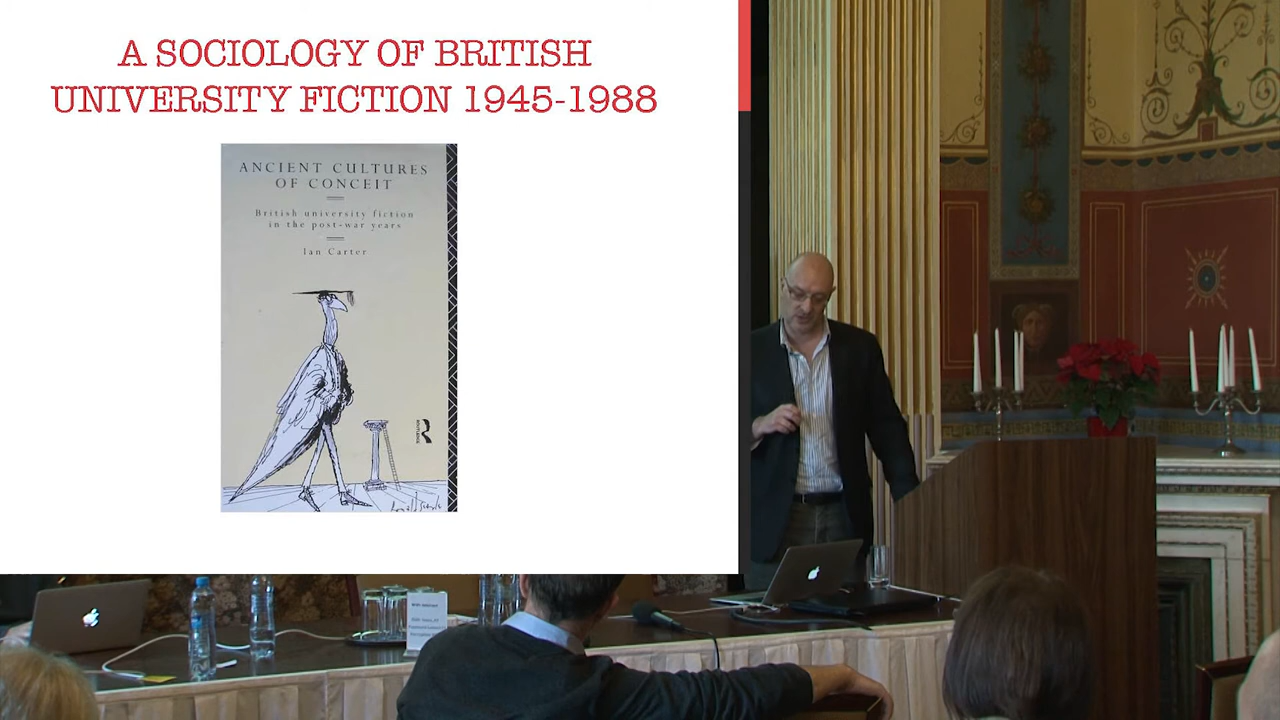 A SOCIOLOGY OF BRITISH
UNIVERSITY FICTION 1945-1988
ANCIENT CULTURES
OF CONCEIT
British university fiction
in the post-war years
Ian Carter
ROUTLEDGE